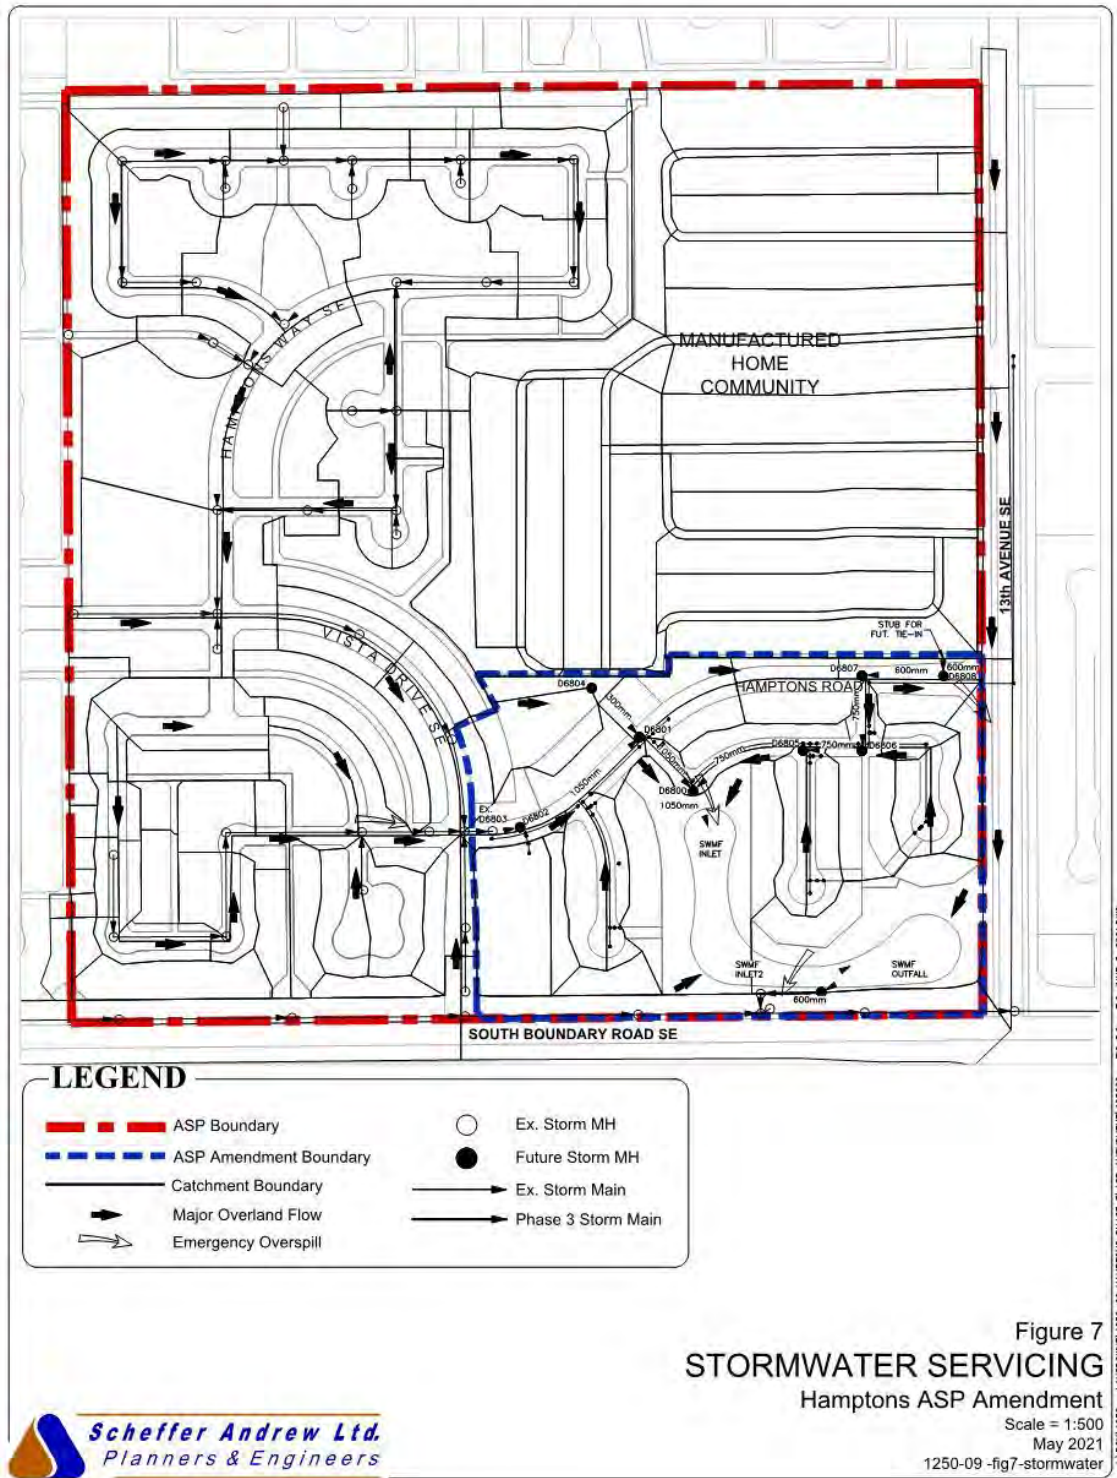 MANUFACTURED
HOME
COMMUNITY
HAMPTONS WAY SE
13th AVENUE SE
VISTA DRIVE SE
STUB FOR
FUT. TIE-IN
D6804
D6807
600mm
600mm
D6808
HAMPTONS ROAD
300mm
D6801
750mm
1050mm
750mm
D6805
750mm
D6806
D6800
1050mm
1050mm
EX.
D6803
D6802
SWMF
INLET
SWMF
INLET2
SWMF
OUTFALL
600mm
SOUTH BOUNDARY ROAD SE
LEGEND
ASP Boundary
ASP Amendment Boundary
Catchment Boundary
Major Overland Flow
Emergency Overspill
Ex. Storm MH
Future Storm MH
Ex. Storm Main
Phase 3 Storm Main
Figure 7
STORMWATER SERVICING
Hamptons ASP Amendment
Scale = 1:500
May 2021
1250-09 -fig7-stormwater
Scheffer Andrew Ltd.
Planners & Engineers